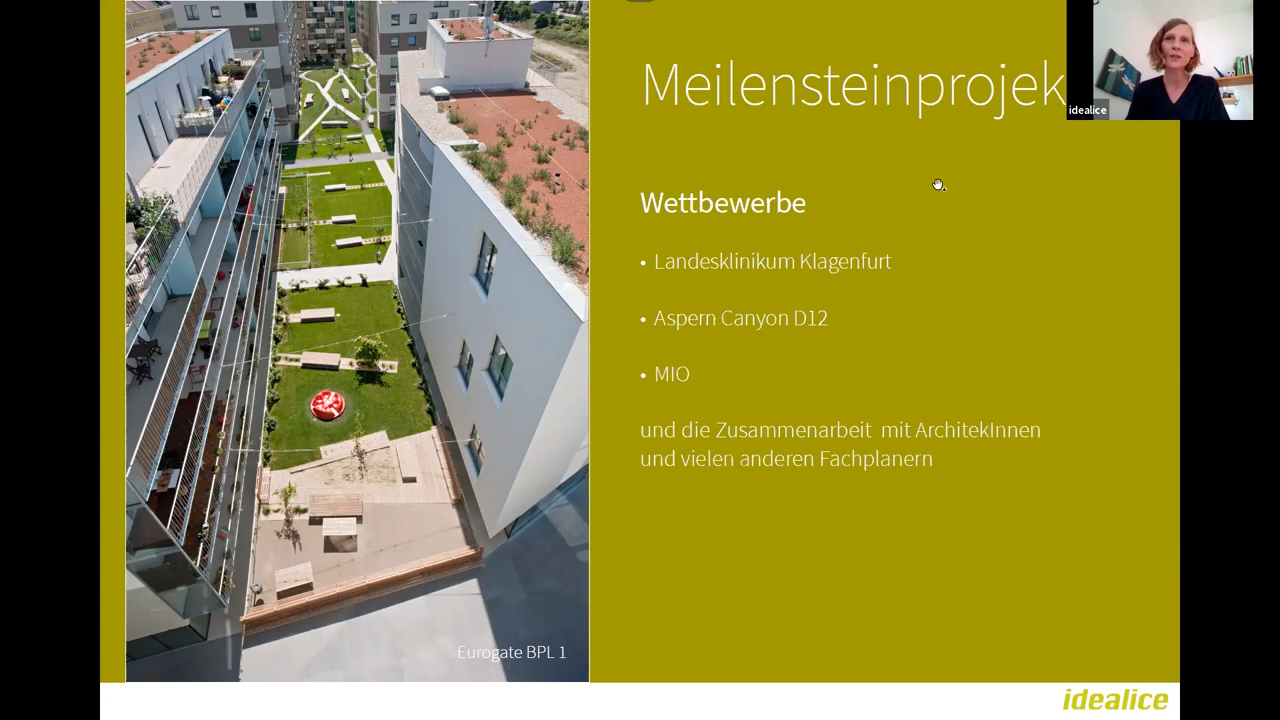 Meilensteinprojek
idealice
Wettbewerbe
• Landesklinikum Klagenfurt
• Aspern Canyon D12
• MIO
und die Zusammenarbeit mit ArchitekInnen
und vielen anderen Fachplanern
Eurogate BPL 1
idealice